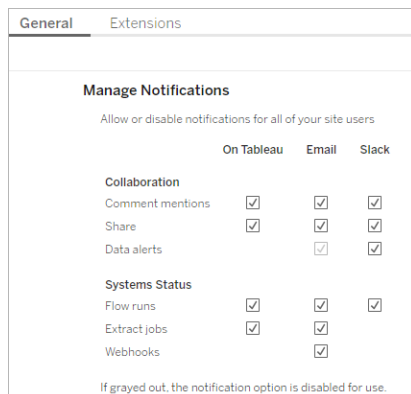 General Extensions
Manage Notifications
Allow or disable notifications for all of your site users
On Tableau Email Slack
Collaboration
Comment mentions
Share
Data alerts
Systems Status
Flow runs
Extract jobs
Webhooks
If grayed out, the notification option is disabled for use.